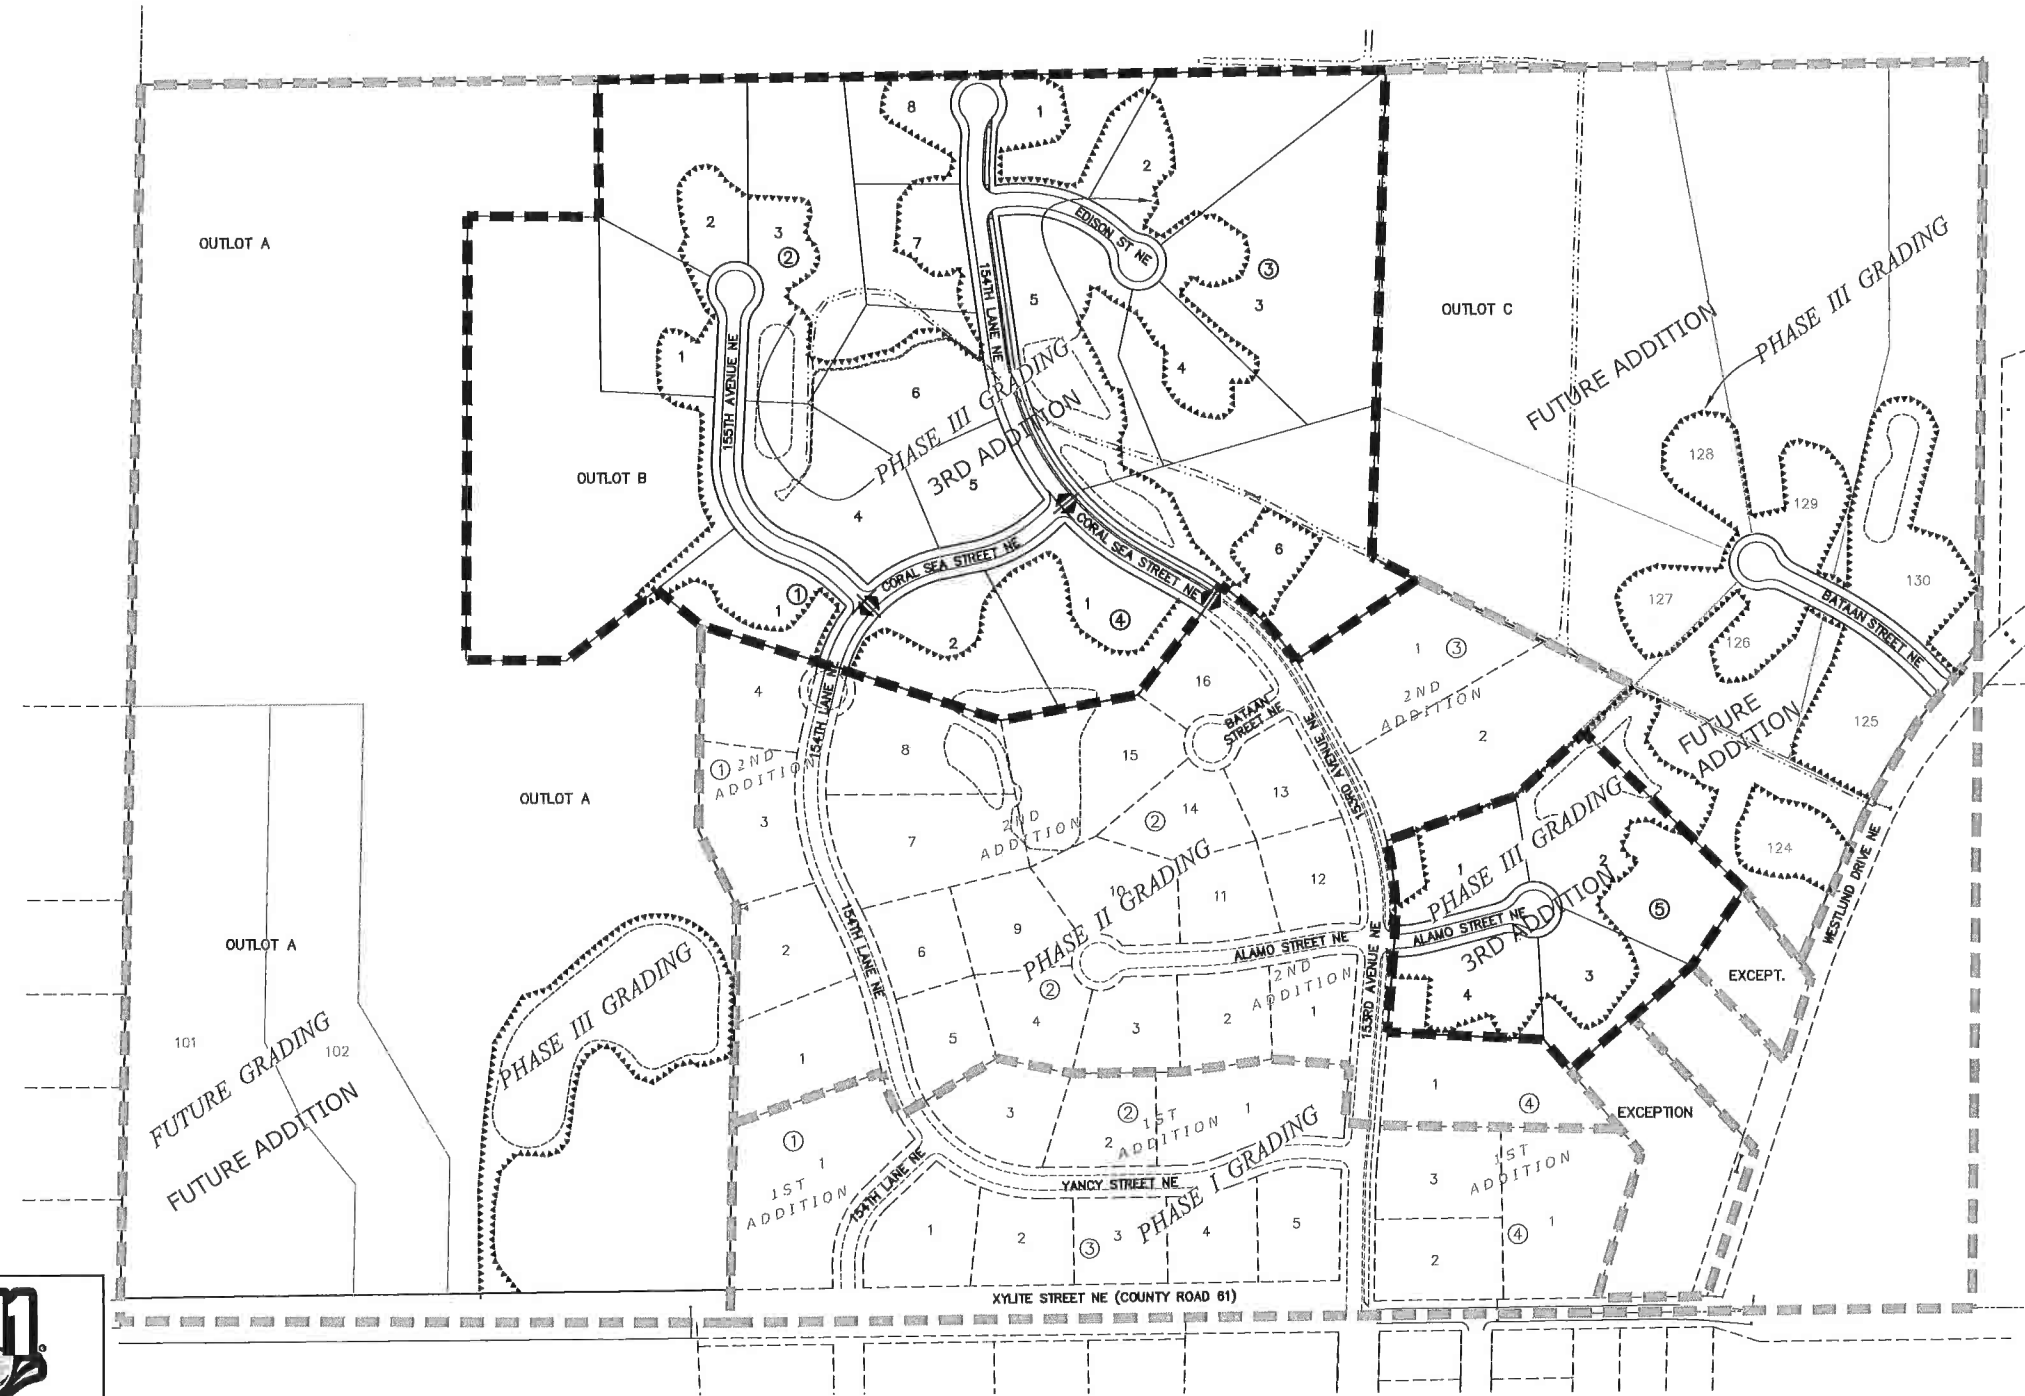 8
1
2
EDISON ST NE
2
3
②
7
OUTLOT A
③
3
154TH LANE NE
5
OUTLOT C
FUTURE ADDITION
PHASE III GRADING
1
155TH AVENUE NE
6
4
PHASE III GRADING
3RD ADDITION
5
OUTLOT B
4
128
129
CORAL SEA STREET NE
CORAL SEA STREET NE
6
130
BATAAN STREET NE
127
126
125
1
①
1
④
2
1
③
2ND
ADDITION
2
4
154TH LANE NE
16
BATAAN
STREET NE
153RD AVENUE NE
FUTURE
ADDITION
8
15
① 2ND
ADDITION
3
7
2ND
ADDITION
②
14
13
OUTLOT A
124
WESTLUND DRIVE NE
10
11
12
PHASE II GRADING
1
2
PHASE III GRADING
⑤
ALAMO STREET NE
3RD ADDITION
4
3
EXCEPT.
OUTLOT A
2
154TH LANE NE
6
9
ALAMO STREET NE
2ND
ADDITION
②
5
4
3
2
1
153RD AVENUE NE
PHASE III GRADING
101
102
FUTURE GRADING
FUTURE ADDITION
1
①
1
1ST
ADDITION
3
②
2
1ST
ADDITION
1
1
④
EXCEPTION
154TH LANE NE
YANCY STREET NE
PHASE I GRADING
3
1ST
ADDITION
④
1
2
1
2
③
3
4
5
XYLITE STREET NE (COUNTY ROAD 61)